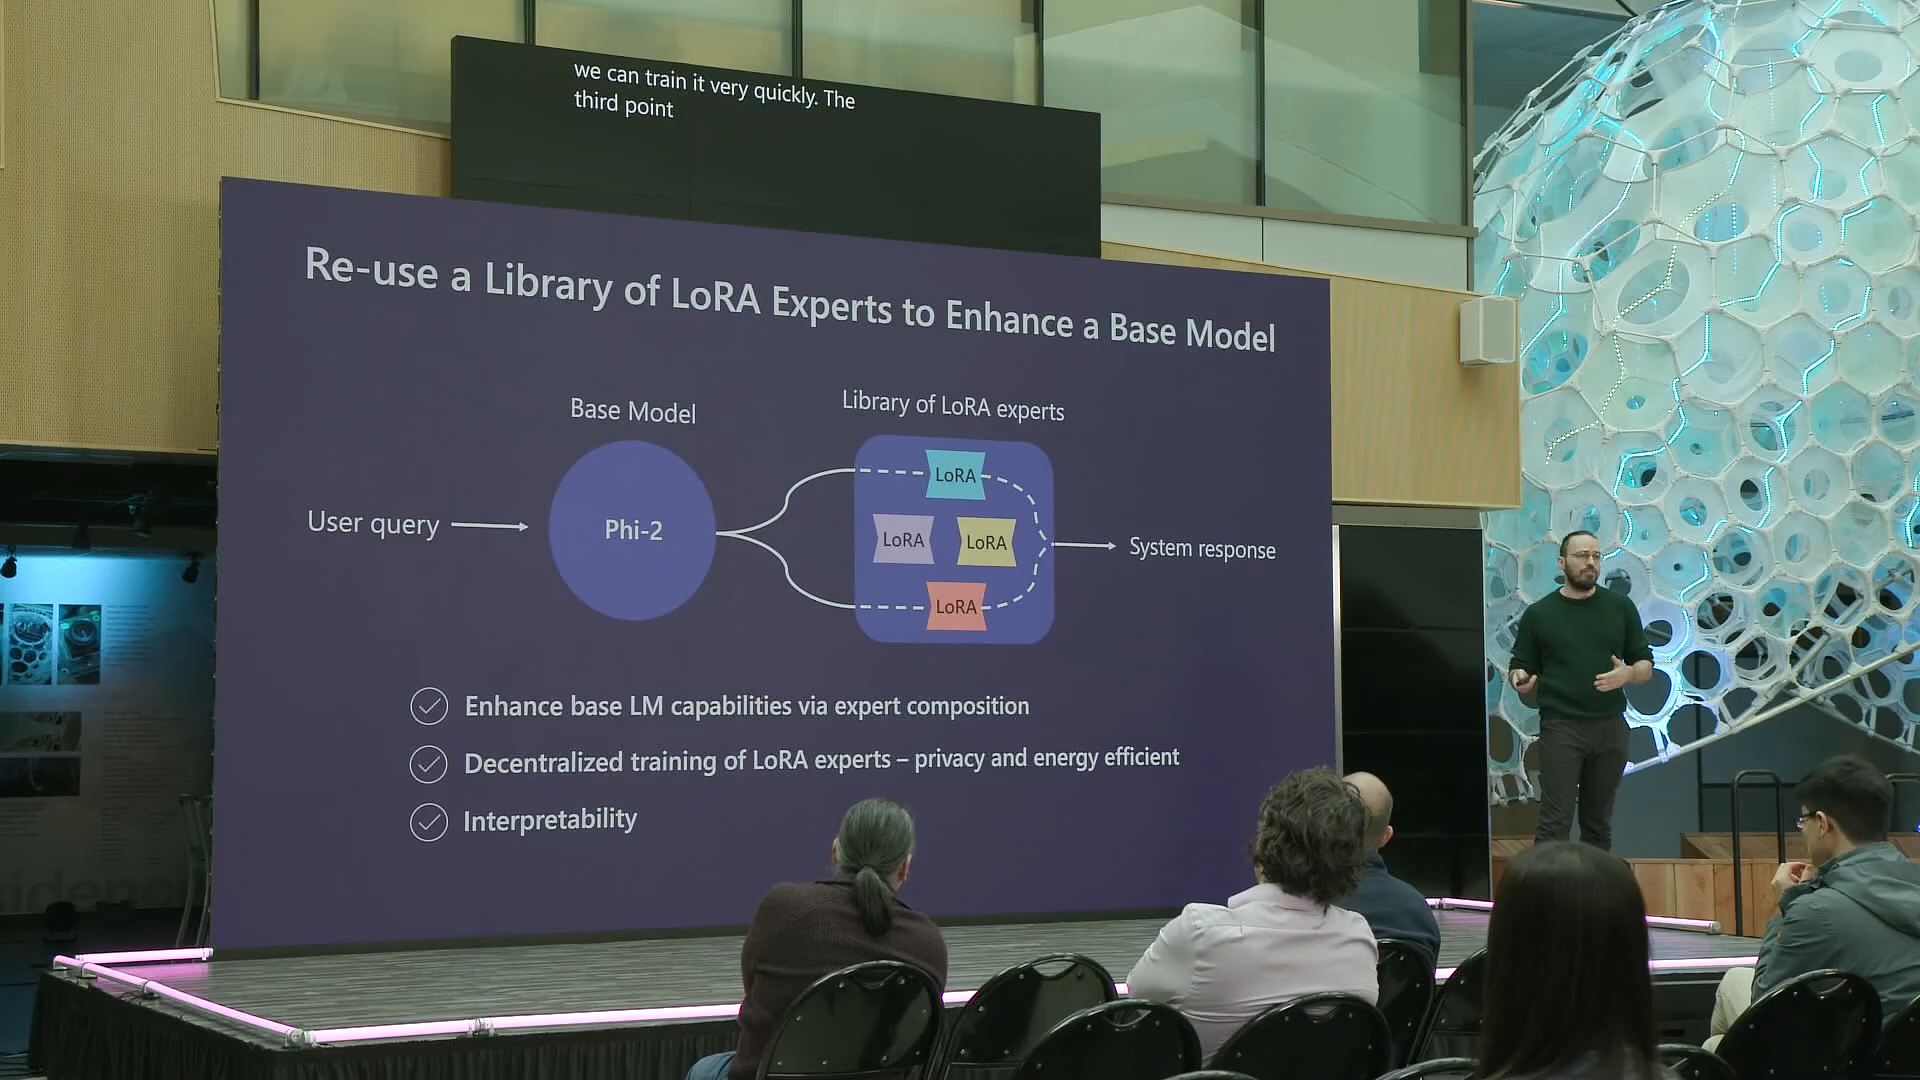 we can train it very quickly. The
third point
Re-use a Library of LoRA Experts to Enhance a Base Model
Base Model
Library of LoRA experts
User query
Phi-2
LoRA
LoRA
LoRA
LoRA
System response
Enhance base LM capabilities via expert composition
Decentralized training of LoRA experts – privacy and energy efficient
Interpretability